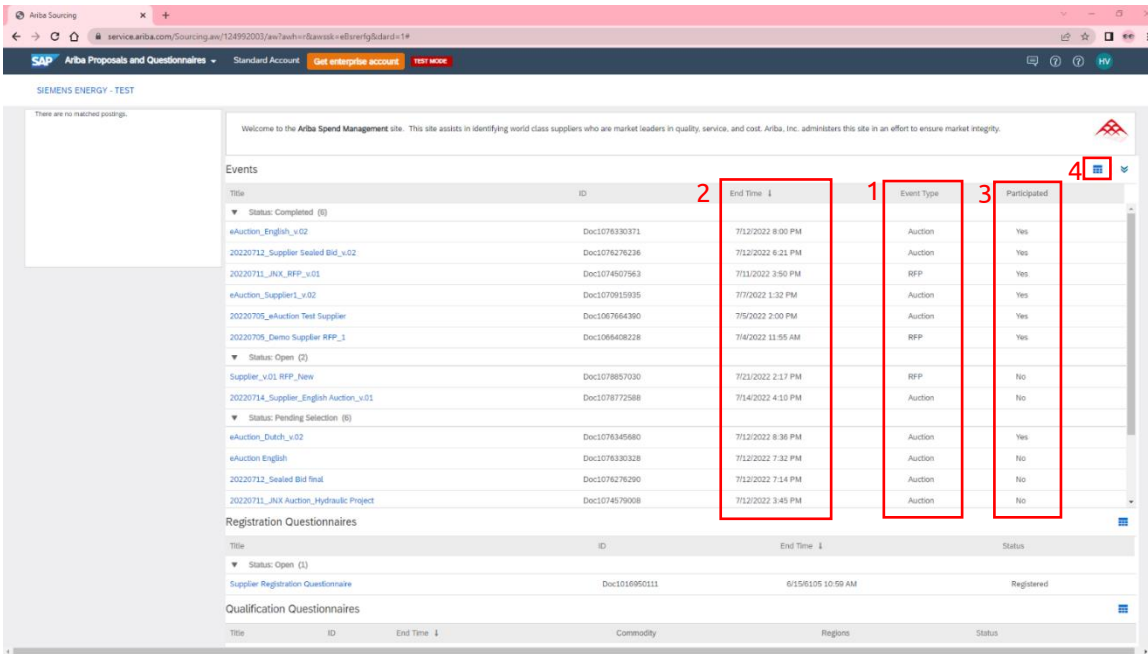 Ariba Sourcing
service.ariba.com/Sourcing.aw/124992003/aw?awh=r&awssk=eBsrerfg&dard=1#
SAP Ariba Proposals and Questionnaires Standard Account Get enterprise account TEST MODE HV
SIEMENS ENERGY - TEST
There are no matched postings.
Welcome to the Ariba Spend Management site. This site assists in identifying world class suppliers who are market leaders in quality, service, and cost. Ariba, Inc. administers this site in an effort to ensure market integrity.
Events 4
2 1 3
Title ID End Time ↓ Event Type Participated
Status: Completed (6)
eAuction_English_v.02 Doc1076330371 7/12/2022 8:00 PM Auction Yes
20220712_Supplier Sealed Bid_v.02 Doc1076276236 7/12/2022 6:21 PM Auction Yes
20220711_JNX_RFP_v.01 Doc1074507563 7/11/2022 3:50 PM RFP Yes
eAuction_Supplier1_v.02 Doc1070915935 7/7/2022 1:32 PM Auction Yes
20220705_eAuction Test Supplier Doc1067664390 7/5/2022 2:00 PM Auction Yes
20220705_Demo Supplier RFP_1 Doc1066408228 7/4/2022 11:55 AM RFP Yes
Status: Open (2)
Supplier_v.01 RFP_New Doc1078857030 7/21/2022 2:17 PM RFP No
20220714_Supplier_English Auction_v.01 Doc1078772588 7/14/2022 4:10 PM Auction No
Status: Pending Selection (6)
eAuction_Dutch_v.02 Doc1076345680 7/12/2022 8:36 PM Auction Yes
eAuction English Doc1076330328 7/12/2022 7:32 PM Auction No
20220712_Sealed Bid final Doc1076276290 7/12/2022 7:14 PM Auction No
20220711_JNX Auction_Hydraulic Project Doc1074579008 7/12/2022 3:45 PM Auction No
Registration Questionnaires
Title ID End Time ↓ Status
Status: Open (1)
Supplier Registration Questionnaire Doc1016950111 6/15/6105 10:59 AM Registered
Qualification Questionnaires
Title ID End Time ↓ Commodity Regions Status